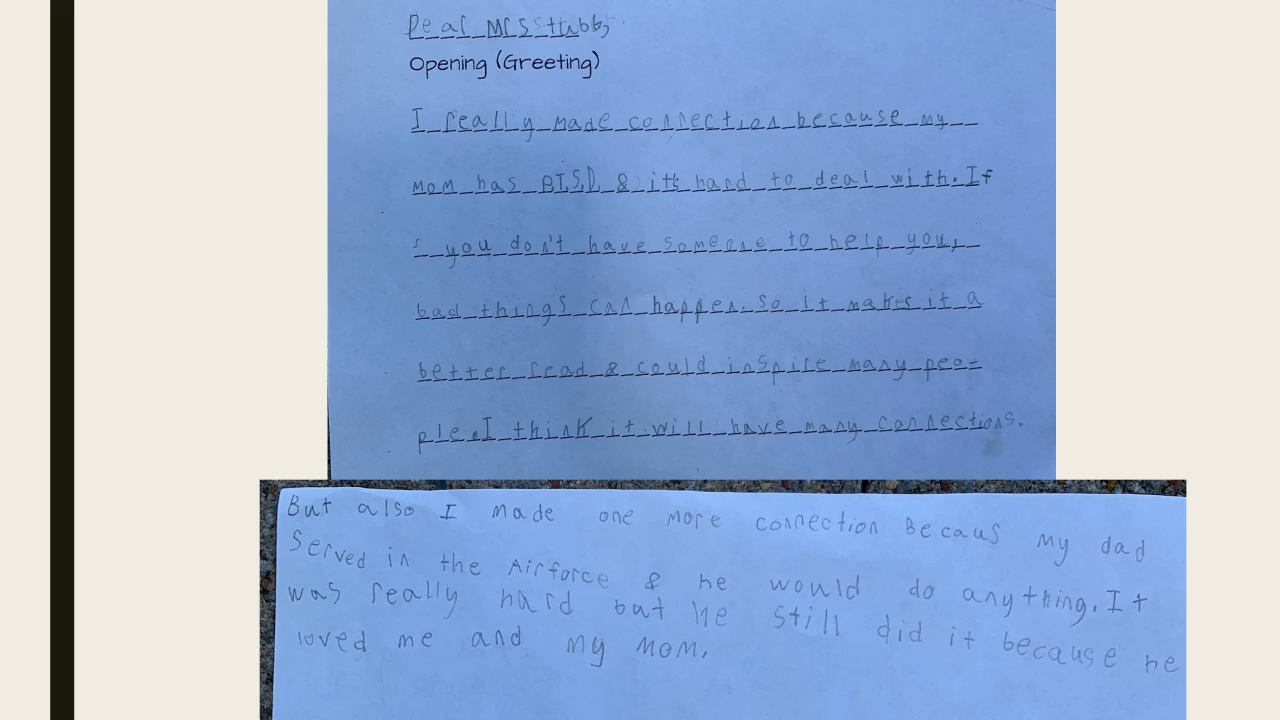 Dear Mrs Stubbs,
Opening (Greeting)
I really made connection because my
mom has PTSD & it's hard to deal with. If
you don't have someone to help you,
bad things can happen. So it makes it a
better read & could inspire many peo-
ple. I think it will have many connections.
But also I made one more connection Becaus my dad
Served in the Airforce & he would do anything. It
was really hard but he still did it because he
loved me and my mom.